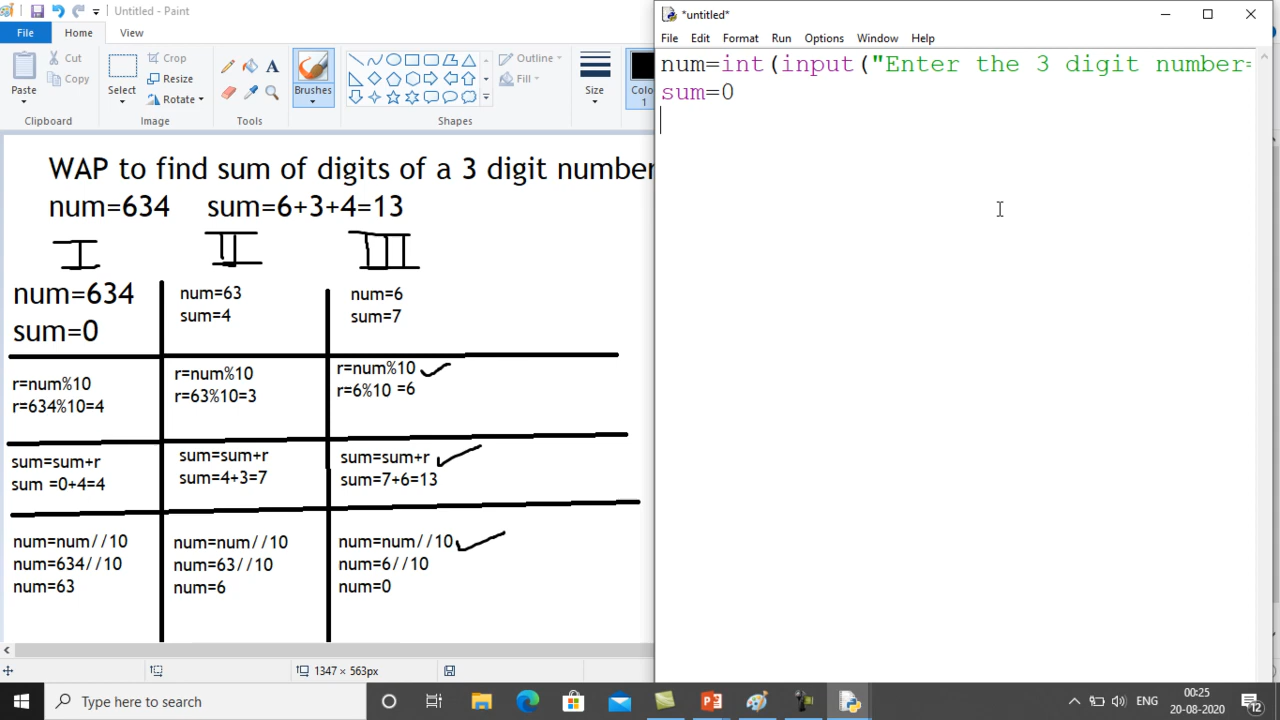 Untitled - Paint
File Home View
Paste
Cut
Copy
Clipboard
Select
Crop
Resize
Rotate
Image
Tools
Brushes
Shapes
Outline
Fill
Size
Colo
1
WAP to find sum of digits of a 3 digit number
num=634 sum=6+3+4=13
I II III
num=634
sum=0
num=63
sum=4
num=6
sum=7
r=num%10
r=634%10=4
r=num%10
r=63%10=3
r=num%10
r=6%10 =6
sum=sum+r
sum =0+4=4
sum=sum+r
sum=4+3=7
sum=sum+r
sum=7+6=13
num=num//10
num=634//10
num=63
num=num//10
num=63//10
num=6
num=num//10
num=6//10
num=0
1347 × 563px
*untitled*
File Edit Format Run Options Window Help
num=int(input("Enter the 3 digit number=
sum=0
Type here to search
ENG
00:25
20-08-2020
12